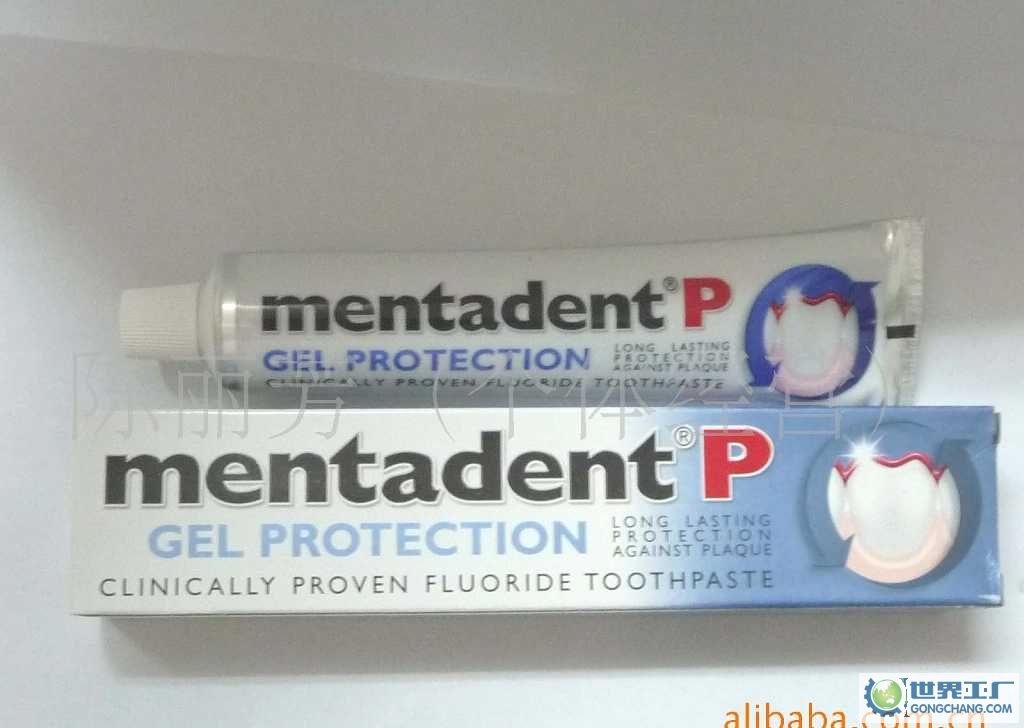 mentadent® P
GEL PROTECTION
LONG LASTING
PROTECTION
AGAINST PLAQUE
CLINICALLY PROVEN FLUORIDE TOOTHPASTE
陈丽芳（个体经营）
mentadent® P
GEL PROTECTION
LONG LASTING
PROTECTION
AGAINST PLAQUE
CLINICALLY PROVEN FLUORIDE TOOTHPASTE
世界工厂
GONGCHANG.COM
alibaba.com.cn